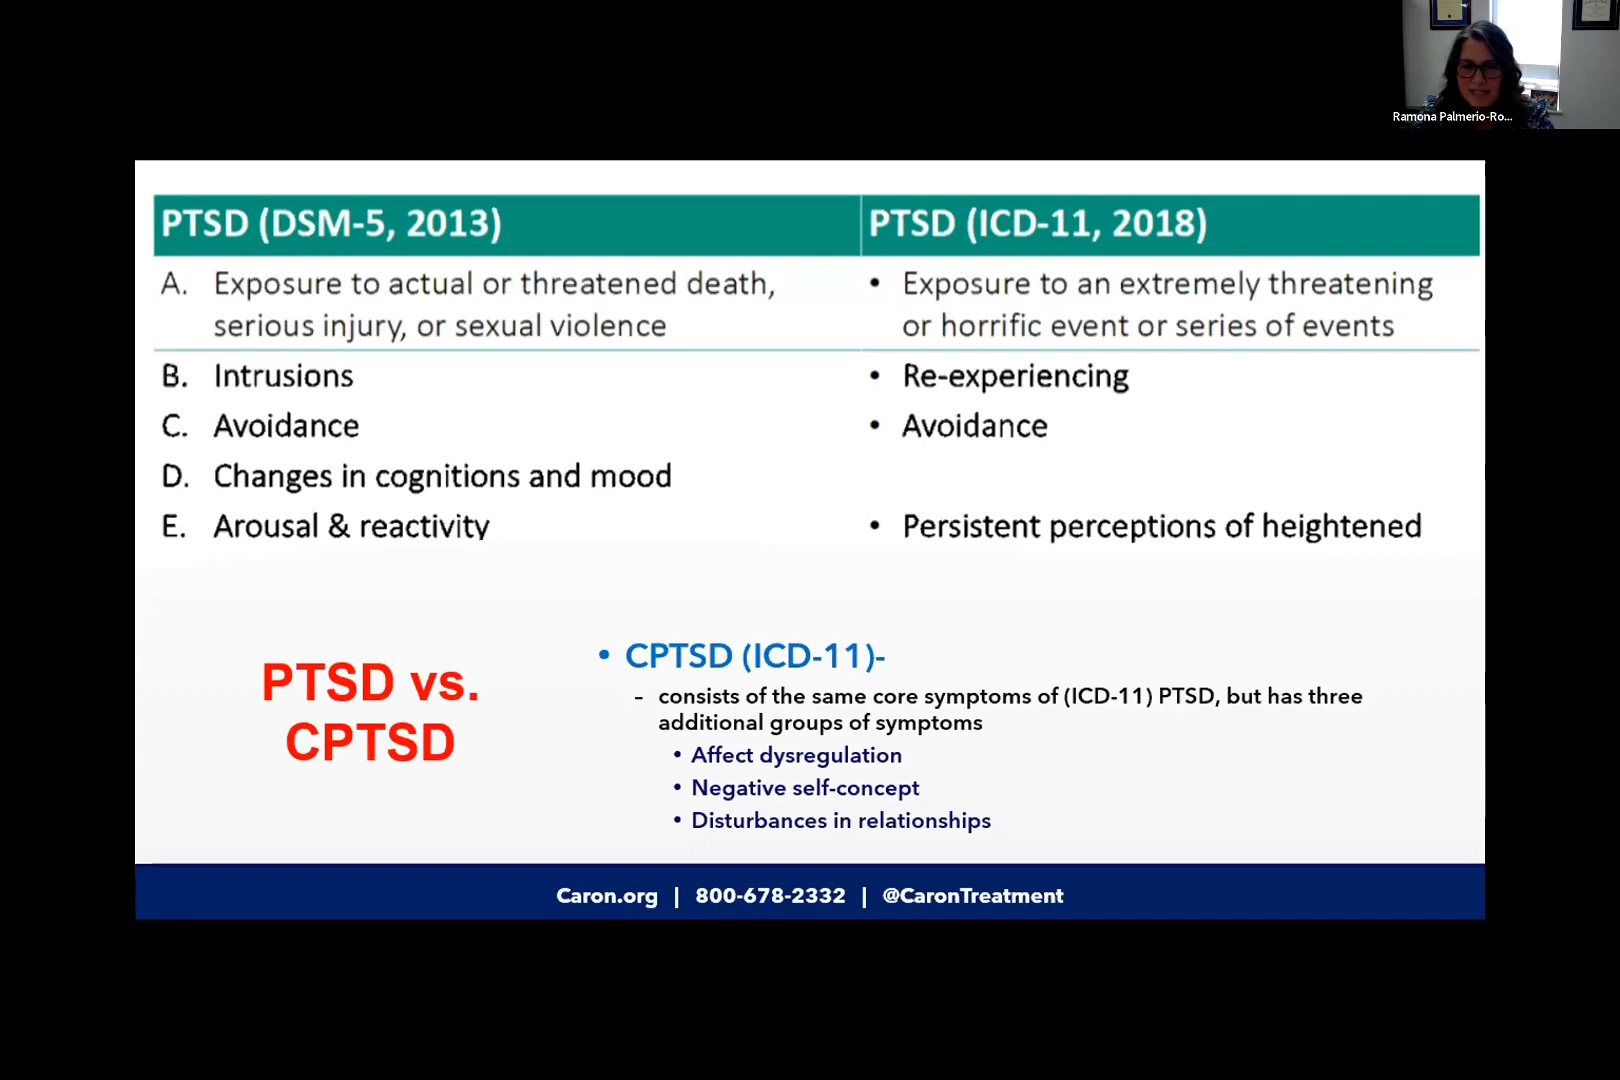 Ramona Palmerio-Ro...
PTSD (DSM-5, 2013)
PTSD (ICD-11, 2018)
A. Exposure to actual or threatened death,
serious injury, or sexual violence
• Exposure to an extremely threatening
or horrific event or series of events
B. Intrusions
• Re-experiencing
C. Avoidance
• Avoidance
D. Changes in cognitions and mood
E. Arousal & reactivity
• Persistent perceptions of heightened
PTSD vs.
CPTSD
• CPTSD (ICD-11)-
- consists of the same core symptoms of (ICD-11) PTSD, but has three
additional groups of symptoms
• Affect dysregulation
• Negative self-concept
• Disturbances in relationships
Caron.org | 800-678-2332 | @CaronTreatment